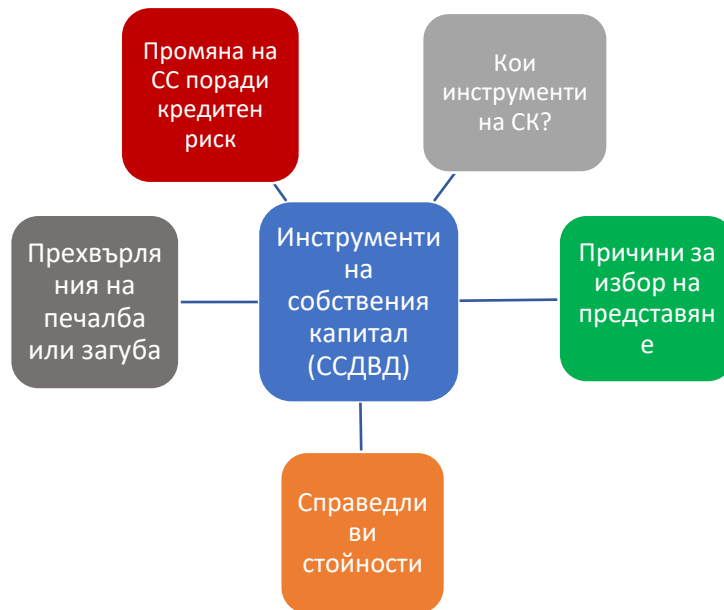 Промяна на
СС поради
кредитен
риск
Кои
инструменти
на СК?
Прехвърля
ния на
печалба
или загуба
Инструменти
на
собствения
капитал
(ССДВД)
Причини за
избор на
представян
е
Справедли
ви
стойности